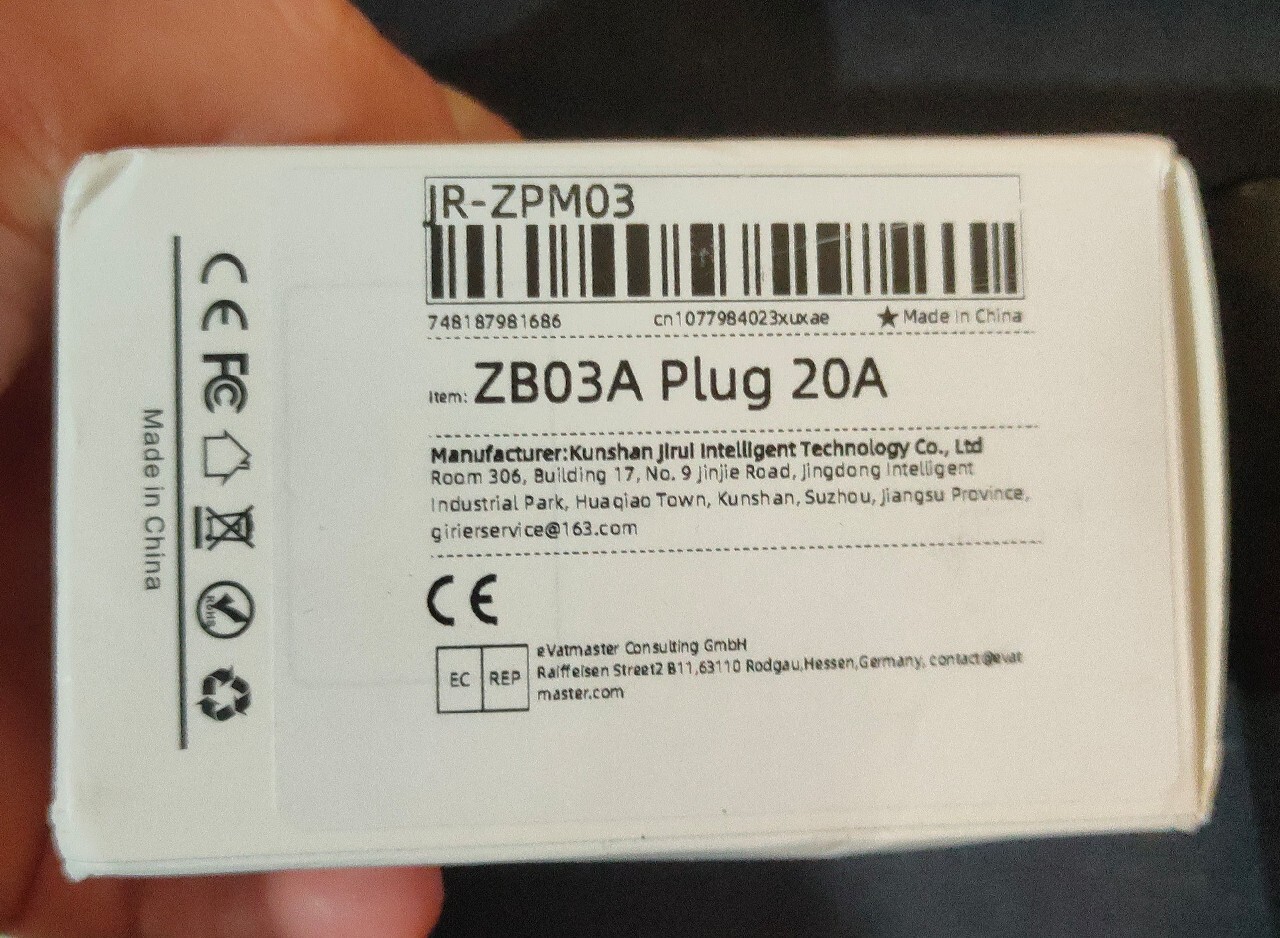 JR-ZPM03
748187981686 cn1077984023xuxae ★ Made in China
Item: ZB03A Plug 20A
Manufacturer:Kunshan Jirui Intelligent Technology Co., Ltd
Room 306, Building 17, No. 9 Jinjie Road, Jingdong Intelligent
Industrial Park, Huaqiao Town, Kunshan, Suzhou, Jiangsu Province,
girierservice@163.com
CE
EC REP
eVatmaster Consulting GmbH
Raiffeisen Street2 B11,63110 Rodgau,Hessen,Germany, contact@evat
master.com
CE FC
RoHS
Made in China